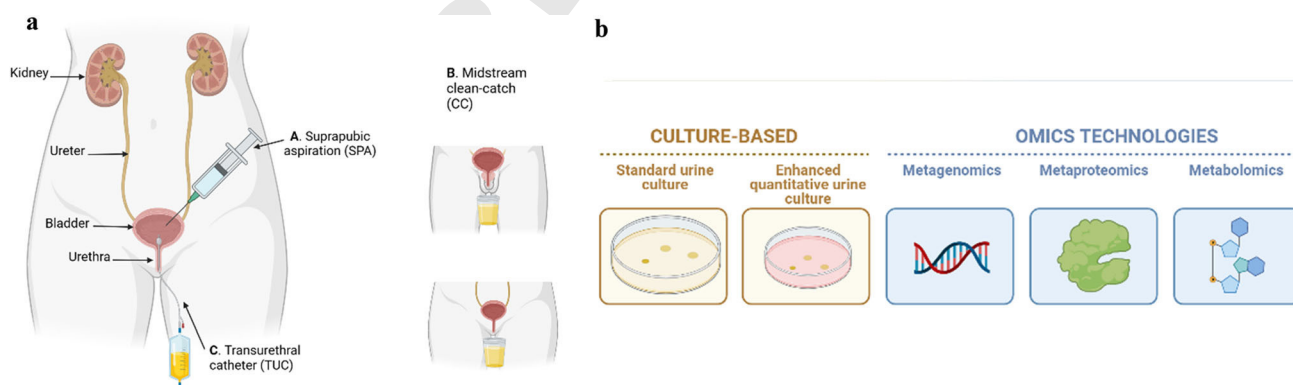 a
Kidney
Ureter
Bladder
Urethra
A. Suprapubic
aspiration (SPA)
C. Transurethral
catheter (TUC)
B. Midstream
clean-catch
(CC)
b
CULTURE-BASED
Standard urine
culture
Enhanced
quantitative urine
culture
OMICS TECHNOLOGIES
Metagenomics
Metaproteomics
Metabolomics